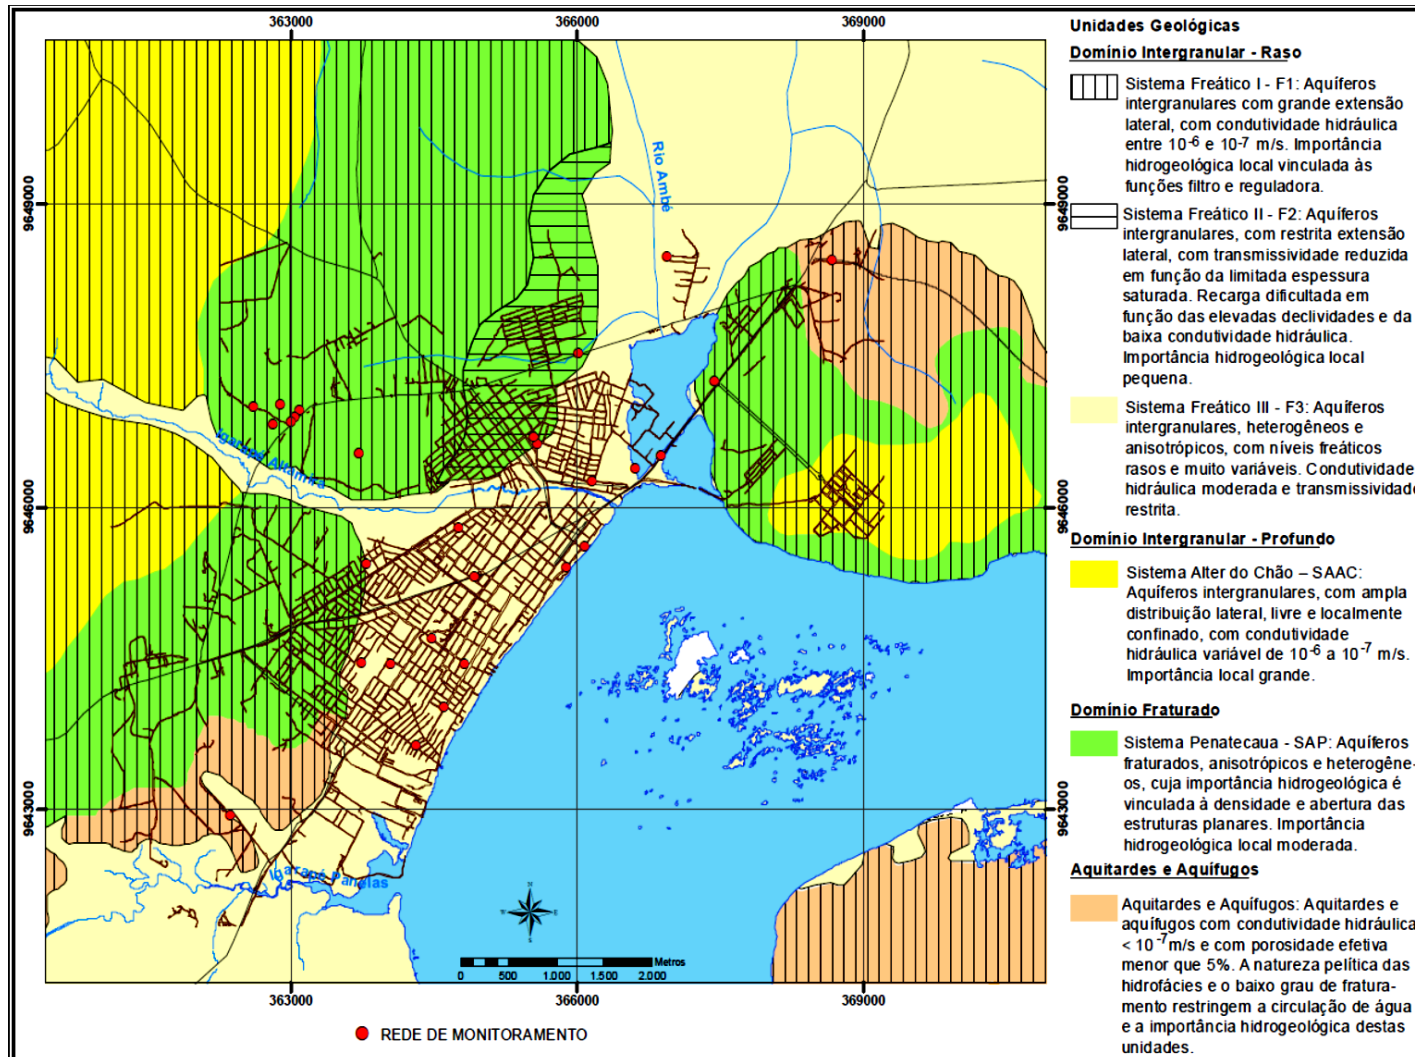 363000
366000
369000
9649000
9649000
9646000
9646000
9643000
9643000
Rio Ambé
Igarapé Altamira
Igarapé Panelas
N
W
E
S
Metros
0
500
1.000
1.500
2.000
363000
366000
369000
REDE DE MONITORAMENTO
Unidades Geológicas
Domínio Intergranular - Raso
Sistema Freático I - F1: Aquíferos
intergranulares com grande extensão
lateral, com condutividade hidráulica
entre 10-6 e 10-7 m/s. Importância
hidrogeológica local vinculada às
funções filtro e reguladora.
Sistema Freático II - F2: Aquíferos
intergranulares, com restrita extensão
lateral, com transmissividade reduzida
em função da limitada espessura
saturada. Recarga dificultada em
função das elevadas declividades e da
baixa condutividade hidráulica.
Importância hidrogeológica local
pequena.
Sistema Freático III - F3: Aquíferos
intergranulares, heterogêneos e
anisotrópicos, com níveis freáticos
rasos e muito variáveis. Condutividade
hidráulica moderada e transmissividade
restrita.
Domínio Intergranular - Profundo
Sistema Alter do Chão – SAAC:
Aquíferos intergranulares, com ampla
distribuição lateral, livre e localmente
confinado, com condutividade
hidráulica variável de 10-6 a 10-7 m/s.
Importância local grande.
Domínio Fraturado
Sistema Penatecaua - SAP: Aquíferos
fraturados, anisotrópicos e heterogêne-
os, cuja importância hidrogeológica é
vinculada à densidade e abertura das
estruturas planares. Importância
hidrogeológica local moderada.
Aquitardes e Aquífugos
Aquitardes e Aquífugos: Aquitardes e
aquífugos com condutividade hidráulica
< 10-7m/s e com porosidade efetiva
menor que 5%. A natureza pelítica das
hidrofácies e o baixo grau de fratura-
mento restringem a circulação de água
e a importância hidrogeológica destas
unidades.